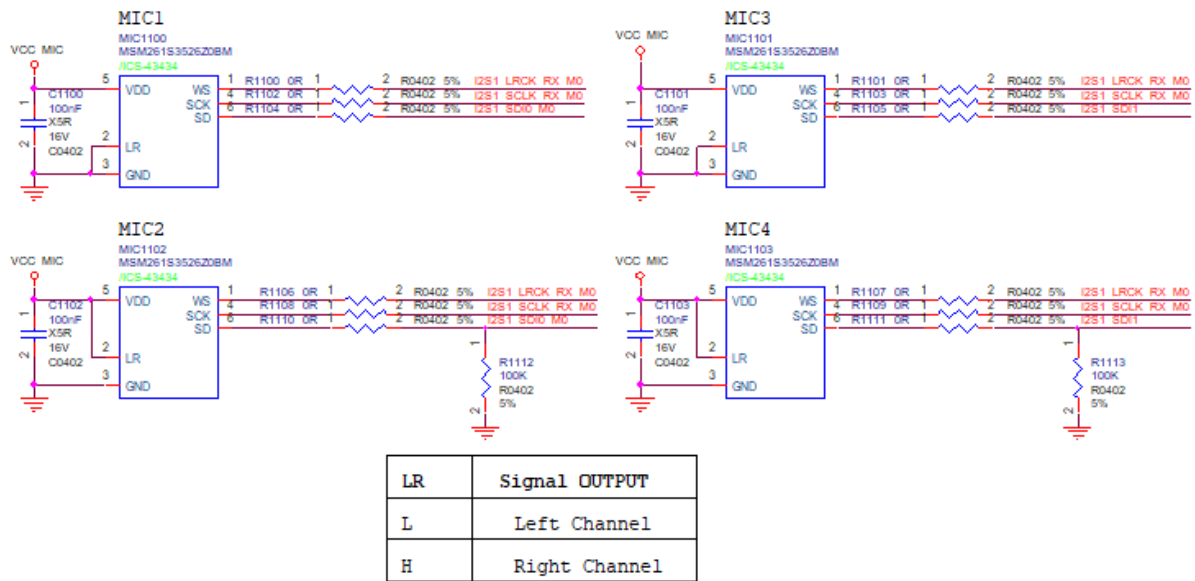 MIC1
MIC1100
MSM261S3526Z0BM
/ICS-43434
VCC MIC
5 VDD WS 1 R1100 0R 1 2 R0402 5% I2S1 LRCK RX M0
SCK 4 R1102 0R 1 2 R0402 5% I2S1 SCLK RX M0
SD 6 R1104 0R 1 2 R0402 5% I2S1 SDI0 M0
1
C1100
100nF
X5R
16V
C0402
2
2 LR
3 GND
MIC3
MIC1101
MSM261S3526Z0BM
/ICS-43434
VCC MIC
5 VDD WS 1 R1101 0R 1 2 R0402 5% I2S1 LRCK RX M0
SCK 4 R1103 0R 1 2 R0402 5% I2S1 SCLK RX M0
SD 6 R1105 0R 1 2 R0402 5% I2S1 SDI1
1
C1101
100nF
X5R
16V
C0402
2
2 LR
3 GND
MIC2
MIC1102
MSM261S3526Z0BM
/ICS-43434
VCC MIC
5 VDD WS 1 R1106 0R 1 2 R0402 5% I2S1 LRCK RX M0
SCK 4 R1108 0R 1 2 R0402 5% I2S1 SCLK RX M0
SD 6 R1110 0R 1 2 R0402 5% I2S1 SDI0 M0
1
C1102
100nF
X5R
16V
C0402
2
2 LR
3 GND
1
R1112
100K
R0402
5%
2
MIC4
MIC1103
MSM261S3526Z0BM
/ICS-43434
VCC MIC
5 VDD WS 1 R1107 0R 1 2 R0402 5% I2S1 LRCK RX M0
SCK 4 R1109 0R 1 2 R0402 5% I2S1 SCLK RX M0
SD 6 R1111 0R 1 2 R0402 5% I2S1 SDI1
1
C1103
100nF
X5R
16V
C0402
2
2 LR
3 GND
1
R1113
100K
R0402
5%
2
LR Signal OUTPUT
L Left Channel
H Right Channel